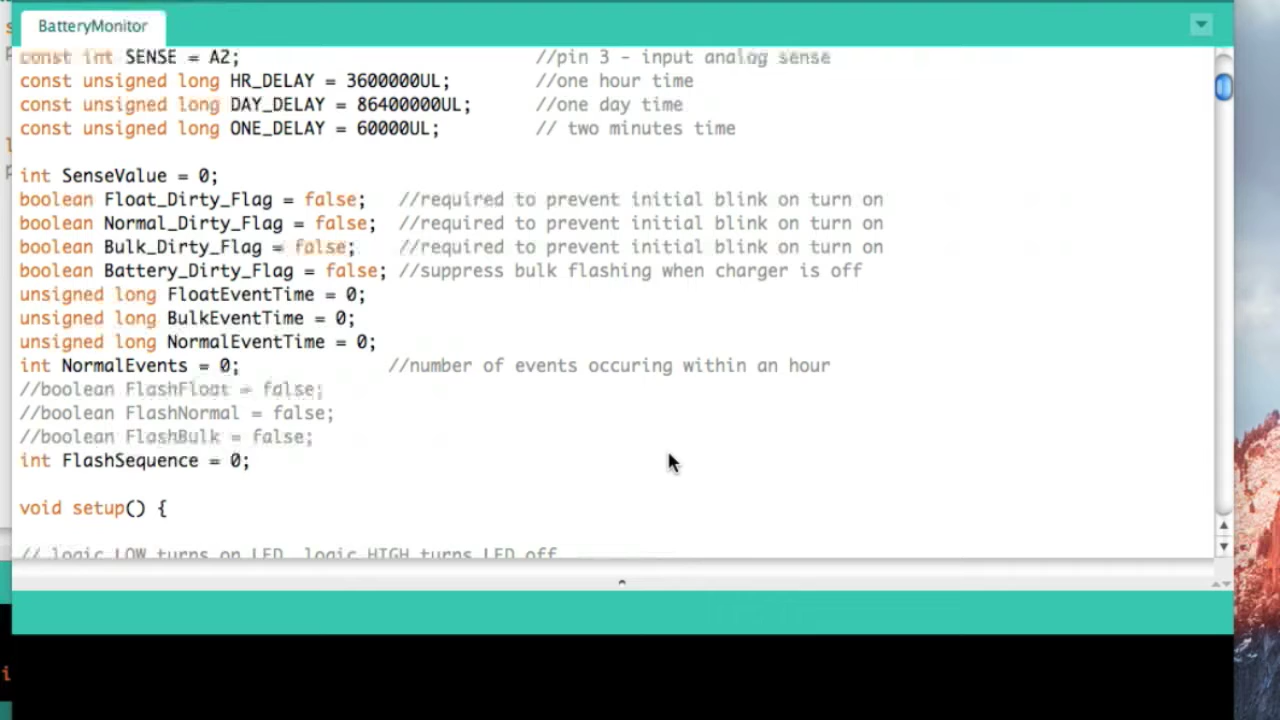 BatteryMonitor
const int SENSE = A2; //pin 3 - input analog sense
const unsigned long HR_DELAY = 3600000UL; //one hour time
const unsigned long DAY_DELAY = 86400000UL; //one day time
const unsigned long ONE_DELAY = 60000UL; // two minutes time
int SenseValue = 0;
boolean Float_Dirty_Flag = false; //required to prevent initial blink on turn on
boolean Normal_Dirty_Flag = false; //required to prevent initial blink on turn on
boolean Bulk_Dirty_Flag = false; //required to prevent initial blink on turn on
boolean Battery_Dirty_Flag = false; //suppress bulk flashing when charger is off
unsigned long FloatEventTime = 0;
unsigned long BulkEventTime = 0;
unsigned long NormalEventTime = 0;
int NormalEvents = 0; //number of events occuring within an hour
//boolean FlashFloat = false;
//boolean FlashNormal = false;
//boolean FlashBulk = false;
int FlashSequence = 0;
void setup() {
// logic LOW turns on LED, logic HIGH turns LED off